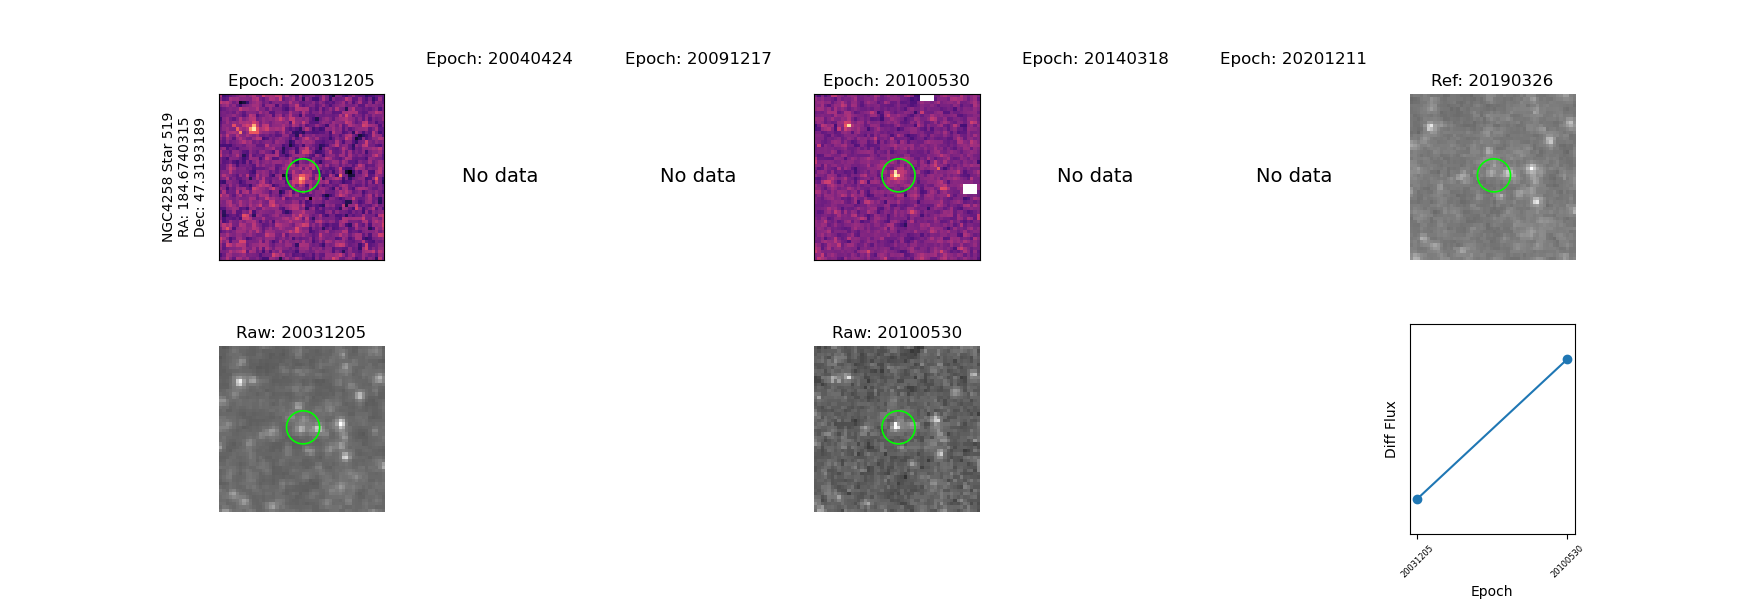 Epoch: 20031205
Epoch: 20040424
Epoch: 20091217
Epoch: 20100530
Epoch: 20140318
Epoch: 20201211
Ref: 20190326
NGC4258 Star 519
RA: 184.6740315
Dec: 47.3193189
No data
No data
No data
No data
Raw: 20031205
Raw: 20100530
Diff Flux
20031205
20100530
Epoch